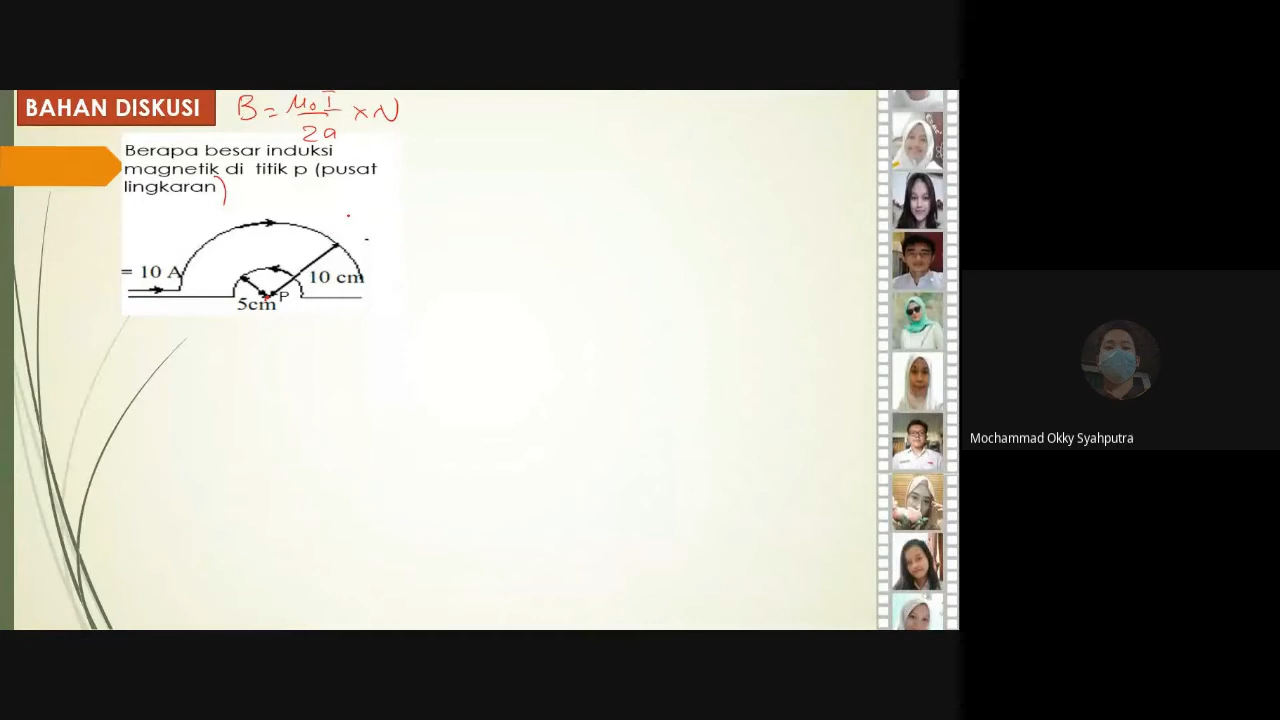 BAHAN DISKUSI
B = μ₀I/2a × N
Berapa besar induksi
magnetik di titik p (pusat
lingkaran)
= 10 A
10 cm
P
5cm
Mochammad Okky Syahputra